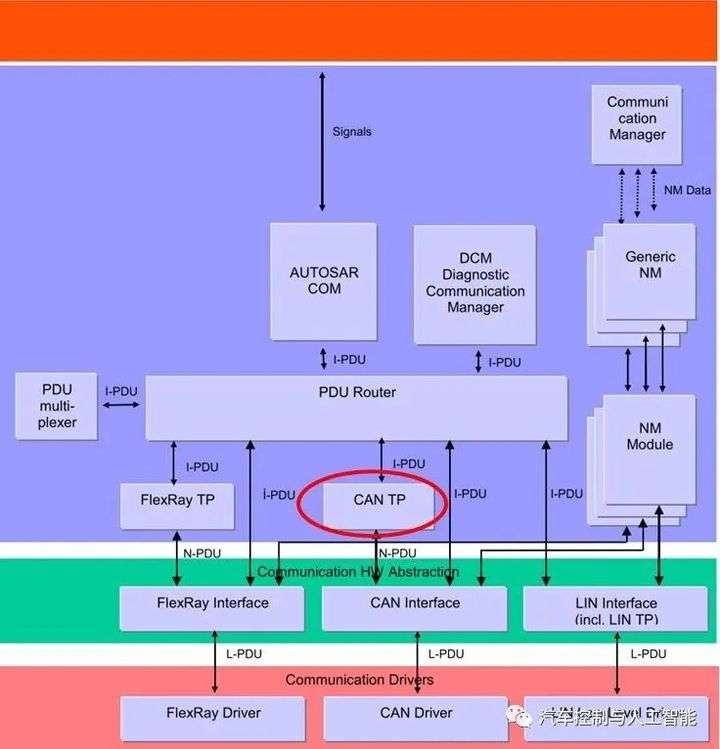 Signals
Communi
cation
Manager
NM Data
AUTOSAR
COM
DCM
Diagnostic
Communication
Manager
Generic
NM
I-PDU
I-PDU
PDU
multi-
plexer
I-PDU
PDU Router
NM
Module
I-PDU
I-PDU
FlexRay TP
I-PDU
CAN TP
I-PDU
I-PDU
N-PDU
N-PDU
Communication HW Abstraction
FlexRay Interface
CAN Interface
LIN Interface
(incl. LIN TP)
L-PDU
L-PDU
L-PDU
Communication Drivers
FlexRay Driver
CAN Driver
汽车控制与人工智能